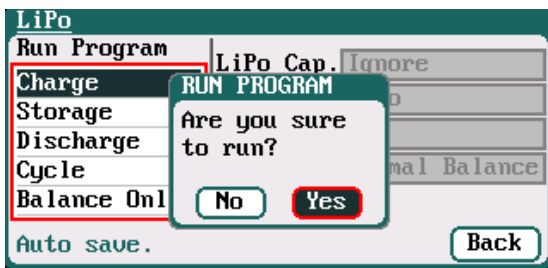 LiPo
Run Program
LiPo Cap. Ignore
Charge
RUN PROGRAM
Storage
Are you sure
to run?
Discharge
Cycle
Balance
Balance
No
Yes
Auto save.
Back